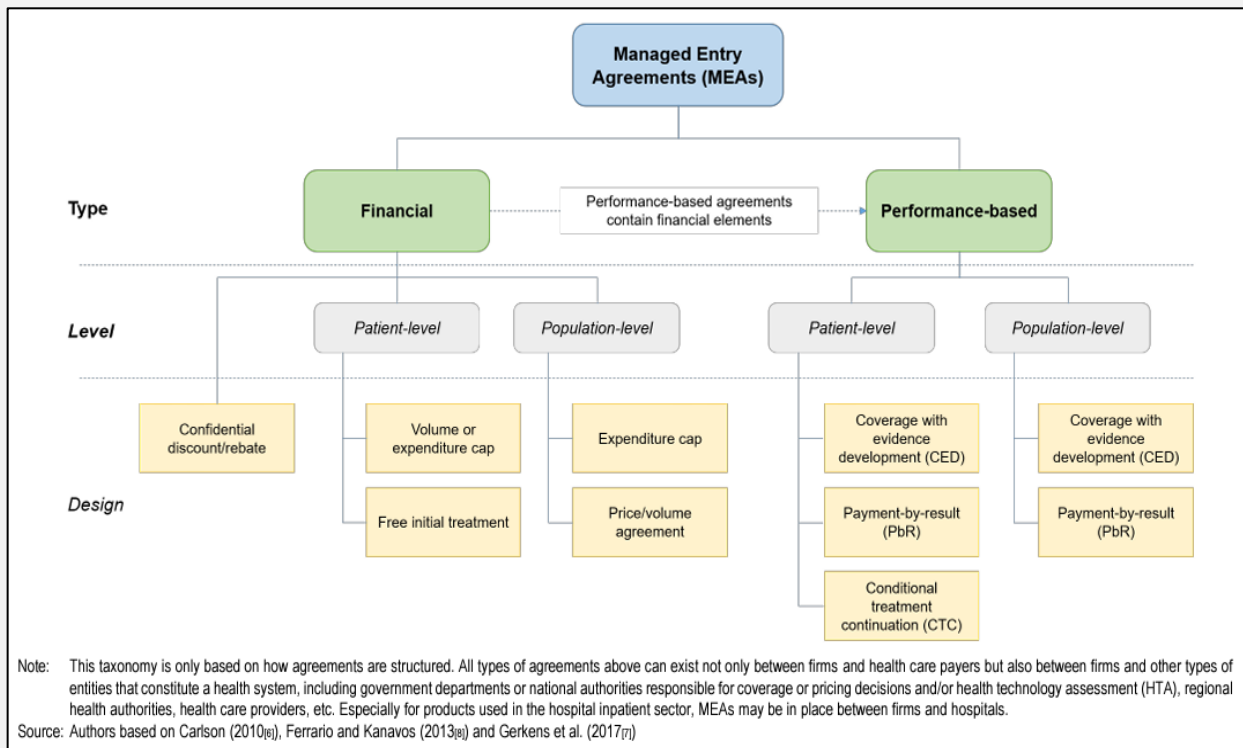 Managed Entry
Agreements (MEAs)
Type
Financial
Performance-based agreements
contain financial elements
Performance-based
Level
Patient-level
Population-level
Patient-level
Population-level
Design
Confidential
discount/rebate
Volume or
expenditure cap
Expenditure cap
Coverage with
evidence
development (CED)
Coverage with
evidence
development (CED)
Free initial treatment
Price/volume
agreement
Payment-by-result
(PbR)
Payment-by-result
(PbR)
Conditional
treatment
continuation (CTC)
Note: This taxonomy is only based on how agreements are structured. All types of agreements above can exist not only between firms and health care payers but also between firms and other types of
entities that constitute a health system, including government departments or national authorities responsible for coverage or pricing decisions and/or health technology assessment (HTA), regional
health authorities, health care providers, etc. Especially for products used in the hospital inpatient sector, MEAs may be in place between firms and hospitals.
Source: Authors based on Carlson (2010[6]), Ferrario and Kanavos (2013[8]) and Gerkens et al. (2017[7])